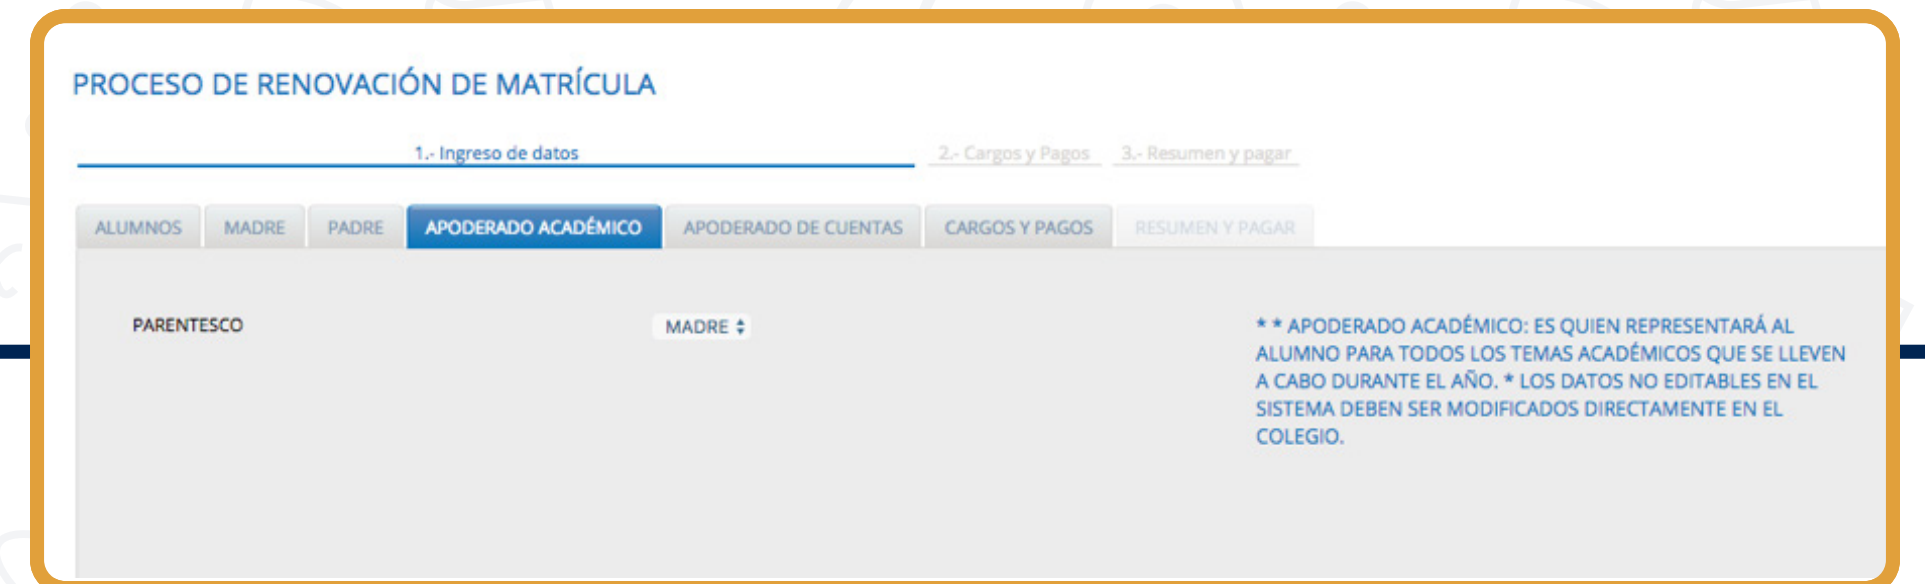 PROCESO DE RENOVACIÓN DE MATRÍCULA
1.- Ingreso de datos 2.- Cargos y Pagos 3.- Resumen y pagar
ALUMNOS MADRE PADRE APODERADO ACADÉMICO APODERADO DE CUENTAS CARGOS Y PAGOS RESUMEN Y PAGAR
PARENTESCO MADRE
* * APODERADO ACADÉMICO: ES QUIEN REPRESENTARÁ AL
ALUMNO PARA TODOS LOS TEMAS ACADÉMICOS QUE SE LLEVEN
A CABO DURANTE EL AÑO. * LOS DATOS NO EDITABLES EN EL
SISTEMA DEBEN SER MODIFICADOS DIRECTAMENTE EN EL
COLEGIO.